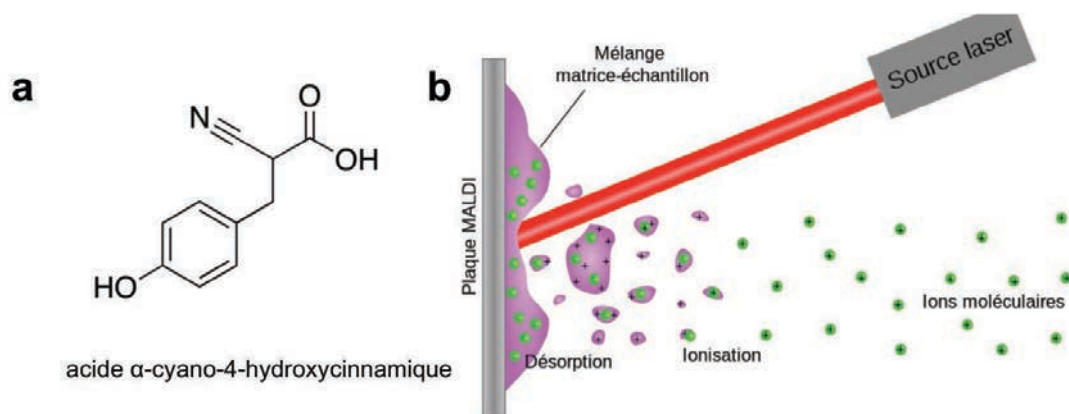 a
N
O
OH
HO
acide α-cyano-4-hydroxycinnamique
b
Mélange
matrice-échantillon
Source laser
Plaque MALDI
Désorption
Ionisation
Ions moléculaires